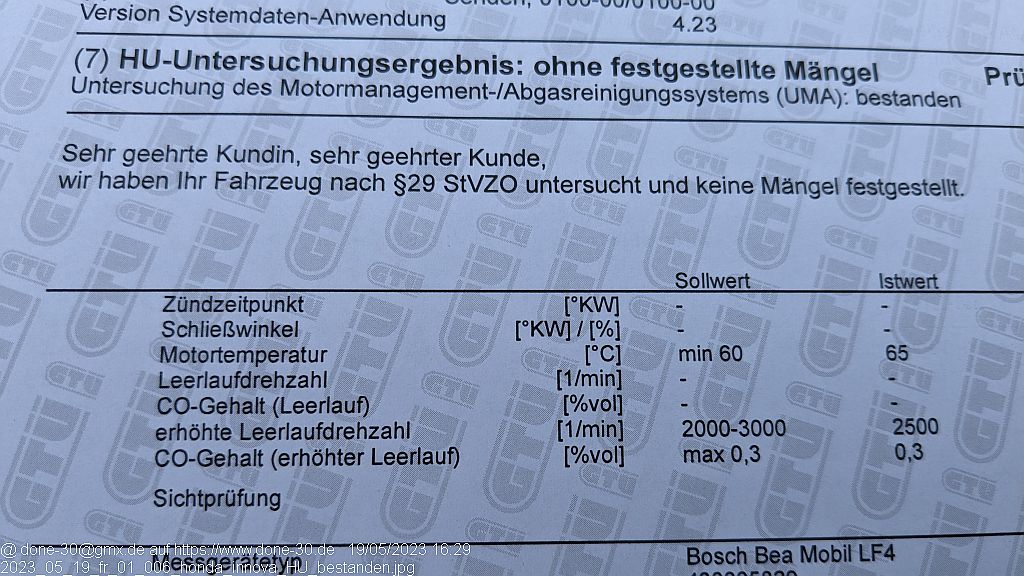 Version Systemdaten-Anwendung 4.23
(7) HU-Untersuchungsergebnis: ohne festgestellte Mängel
Untersuchung des Motormanagement-/Abgasreinigungssystems (UMA): bestanden
Sehr geehrte Kundin, sehr geehrter Kunde,
wir haben Ihr Fahrzeug nach §29 StVZO untersucht und keine Mängel festgestellt.
Sollwert Istwert
Zündzeitpunkt [°KW] - -
Schließwinkel [°KW] / [%] - -
Motortemperatur [°C] min 60 65
Leerlaufdrehzahl [1/min] - -
CO-Gehalt (Leerlauf) [%vol] - -
erhöhte Leerlaufdrehzahl [1/min] 2000-3000 2500
CO-Gehalt (erhöhter Leerlauf) [%vol] max 0,3 0,3
Sichtprüfung
Messgerätetyp Bosch Bea Mobil LF4
@ done-30@gmx.de auf https://www.done-30.de 19/05/2023 16:29
2023_05_19_fr_01_006_honda_innova_HU_bestanden.jpg
GTÜ